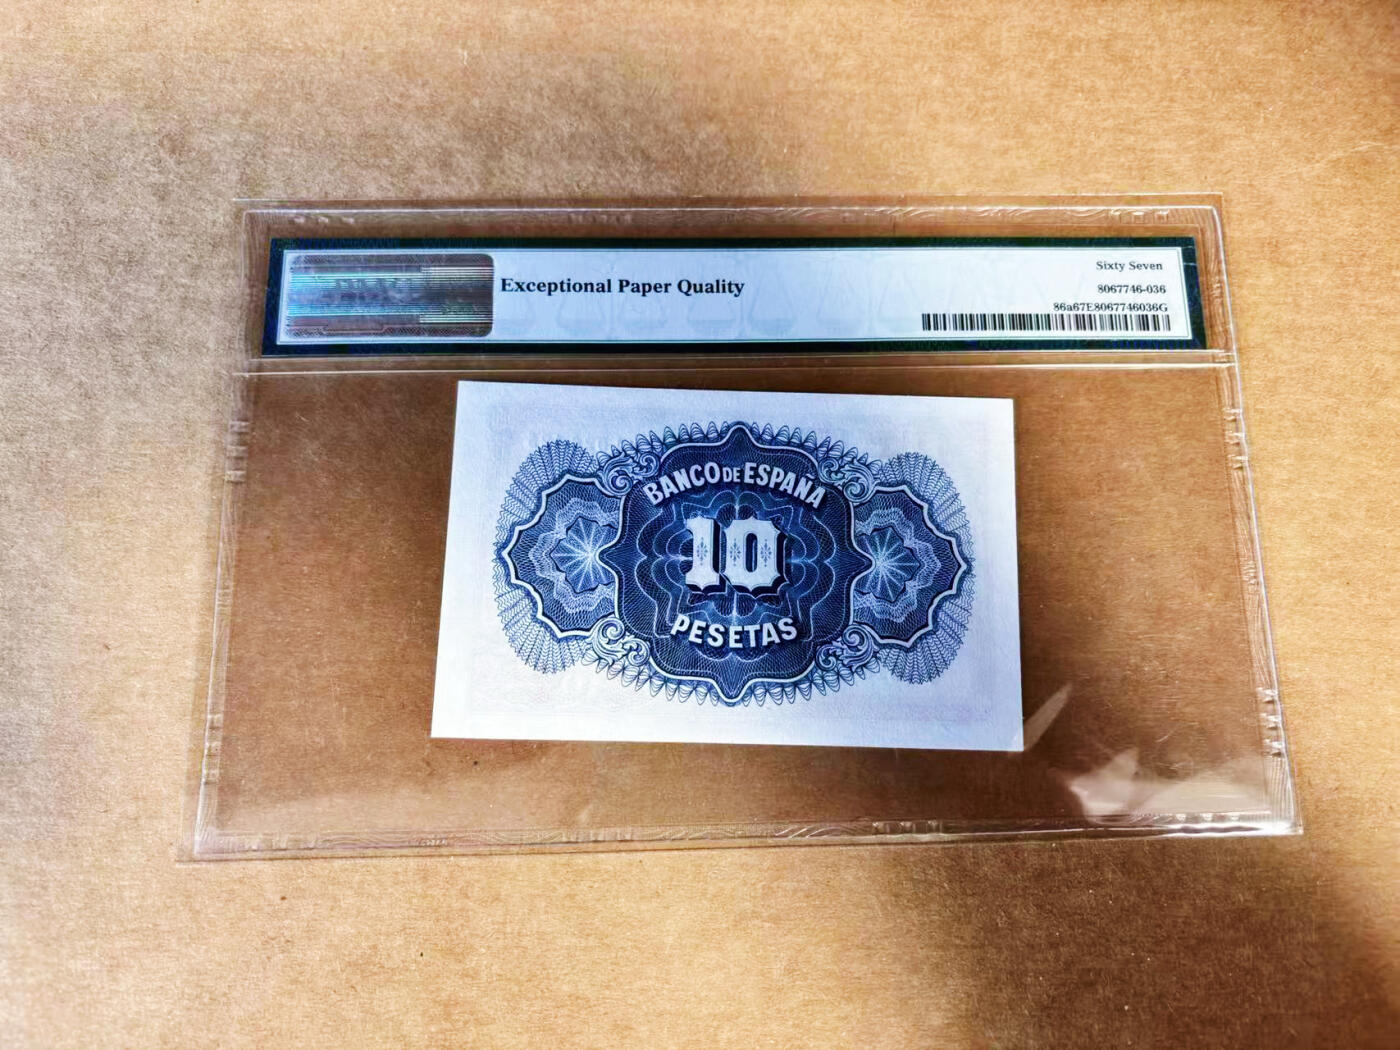 Exceptional Paper Quality
Sixty Seven
8067746-036
86a67E8067746036G
BANCO DE ESPAÑA
10
PESETAS